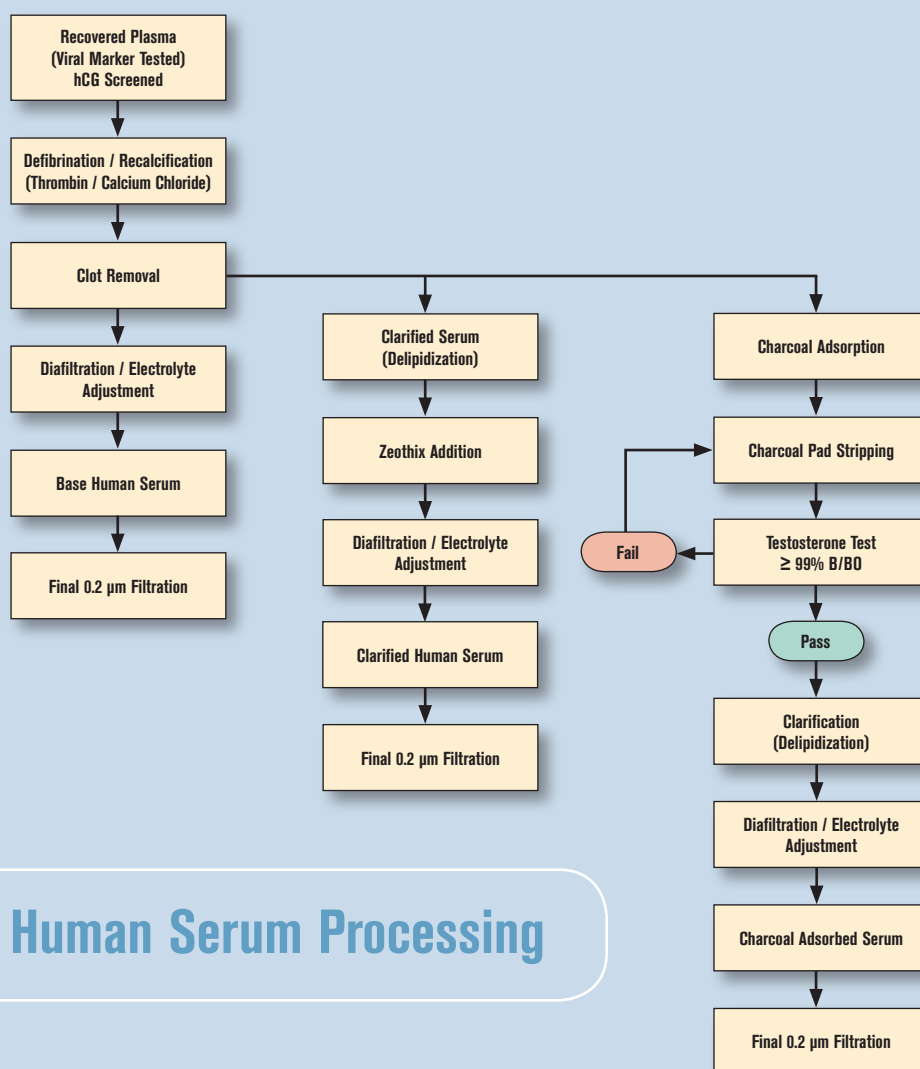 Recovered Plasma
(Viral Marker Tested)
hCG Screened
Defibrination / Recalcification
(Thrombin / Calcium Chloride)
Clot Removal
Diafiltration / Electrolyte
Adjustment
Base Human Serum
Final 0.2 µm Filtration
Clarified Serum
(Delipidization)
Zeothix Addition
Diafiltration / Electrolyte
Adjustment
Clarified Human Serum
Final 0.2 µm Filtration
Charcoal Adsorption
Charcoal Pad Stripping
Testosterone Test
≥ 99% B/BO
Fail
Pass
Clarification
(Delipidization)
Diafiltration / Electrolyte
Adjustment
Charcoal Adsorbed Serum
Final 0.2 µm Filtration
Human Serum Processing